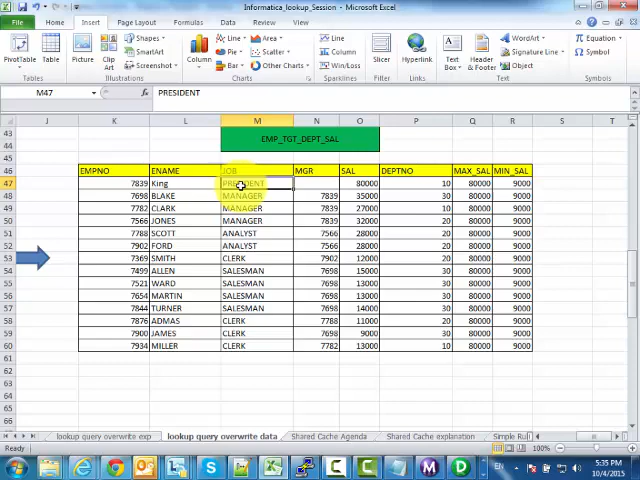 Informatica_lookup_Session - Microsoft Excel
File Home Insert Page Layout Formulas Data Review View
PivotTable Table Picture Clip Art Shapes SmartArt Screenshot Column Line Pie Bar Area Scatter Other Charts Line Column Win/Loss Slicer Hyperlink Text Box Header & Footer WordArt Signature Line Object Equation Symbol
Tables Illustrations Charts Sparklines Filter Links Text Symbols
M47 fx PRESIDENT
J K L M N O P Q R S T
43
44 EMP_TGT_DEPT_SAL
45
46 EMPNO ENAME JOB MGR SAL DEPTNO MAX_SAL MIN_SAL
47 7839 King PRESIDENT 80000 10 80000 9000
48 7698 BLAKE MANAGER 7839 35000 30 80000 9000
49 7782 CLARK MANAGER 7839 27000 10 80000 9000
50 7566 JONES MANAGER 7839 32000 20 80000 9000
51 7788 SCOTT ANALYST 7566 28000 20 80000 9000
52 7902 FORD ANALYST 7566 28000 20 80000 9000
53 7369 SMITH CLERK 7902 12000 20 80000 9000
54 7499 ALLEN SALESMAN 7698 15000 30 80000 9000
55 7521 WARD SALESMAN 7698 13000 30 80000 9000
56 7654 MARTIN SALESMAN 7698 13000 30 80000 9000
57 7844 TURNER SALESMAN 7698 14000 30 80000 9000
58 7876 ADMAS CLERK 7788 11000 20 80000 9000
59 7900 JAMES CLERK 7698 9000 30 80000 9000
60 7934 MILLER CLERK 7782 13000 10 80000 9000
61
62
63
64
65
66
lookup query overwrite exp lookup query overwrite data Shared Cache Agenda Shared Cache explanation Simple Rul
Ready 100%
EN 5:35 PM
10/4/2015